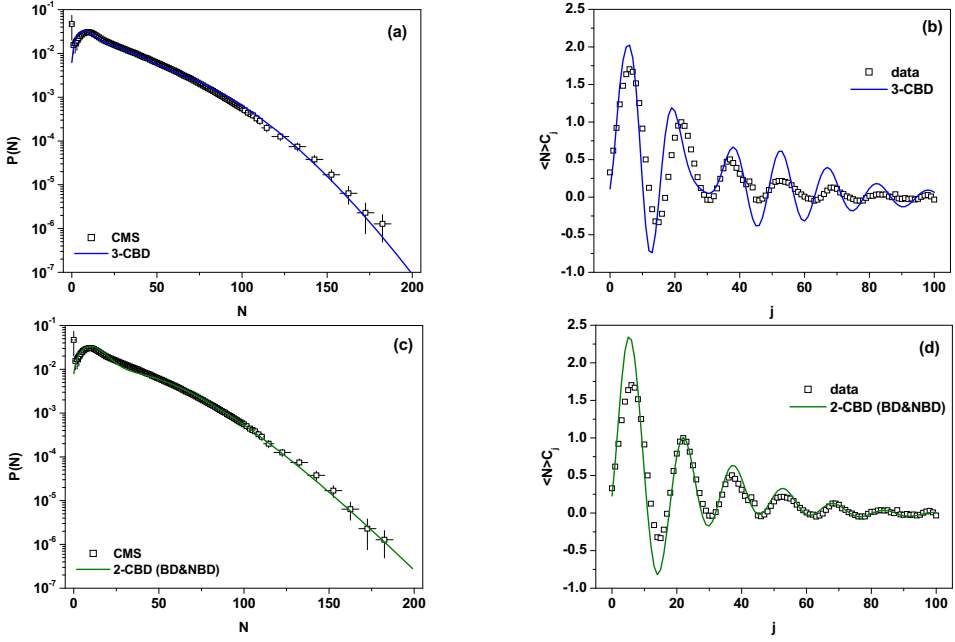 (a)
P(N)
10^-1
10^-2
10^-3
10^-4
10^-5
10^-6
10^-7
CMS
3-CBD
0 50 100 150 200
N
(b)
<N>C_j
2.5
2.0
1.5
1.0
0.5
0.0
-0.5
-1.0
data
3-CBD
0 20 40 60 80 100
j
(c)
P(N)
10^-1
10^-2
10^-3
10^-4
10^-5
10^-6
10^-7
CMS
2-CBD (BD&NBD)
0 50 100 150 200
N
(d)
<N>C_j
2.5
2.0
1.5
1.0
0.5
0.0
-0.5
-1.0
data
2-CBD (BD&NBD)
0 20 40 60 80 100
j